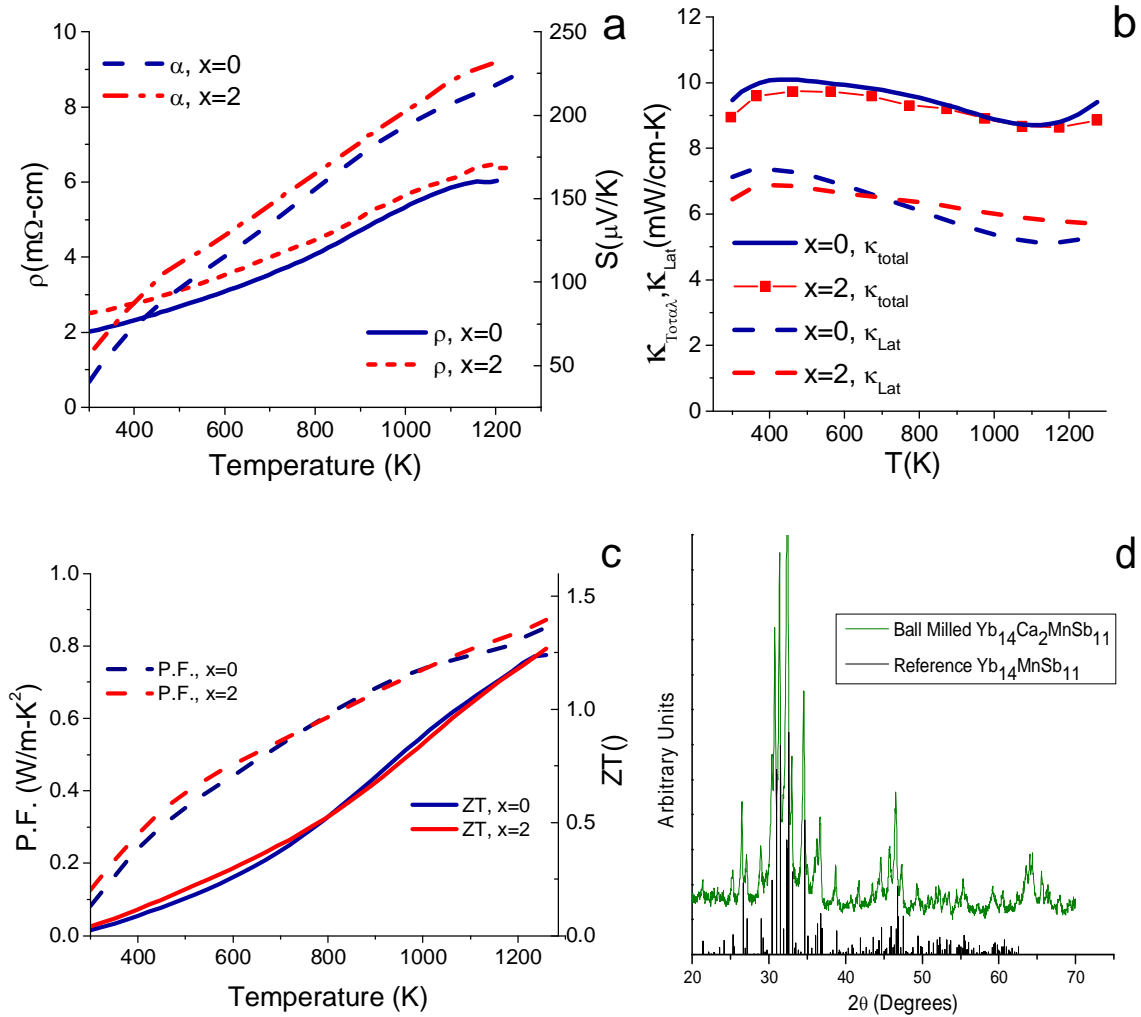 a
α, x=0
α, x=2
ρ, x=0
ρ, x=2
ρ(mΩ-cm)
0
2
4
6
8
10
S(μV/K)
50
100
150
200
250
400
600
800
1000
1200
Temperature (K)
b
x=0, κtotal
x=2, κtotal
x=0, κLat
x=2, κLat
κΤοταλ,κLat(mW/cm-K)
0
2
4
6
8
10
12
400
600
800
1000
1200
T(K)
c
P.F., x=0
P.F., x=2
ZT, x=0
ZT, x=2
P.F. (W/m-K²)
0.0
0.2
0.4
0.6
0.8
1.0
ZT()
0.0
0.5
1.0
1.5
400
600
800
1000
1200
Temperature (K)
d
Ball Milled Yb₁₄Ca₂MnSb₁₁
Reference Yb₁₄MnSb₁₁
Arbitrary Units
20
30
40
50
60
70
2θ (Degrees)